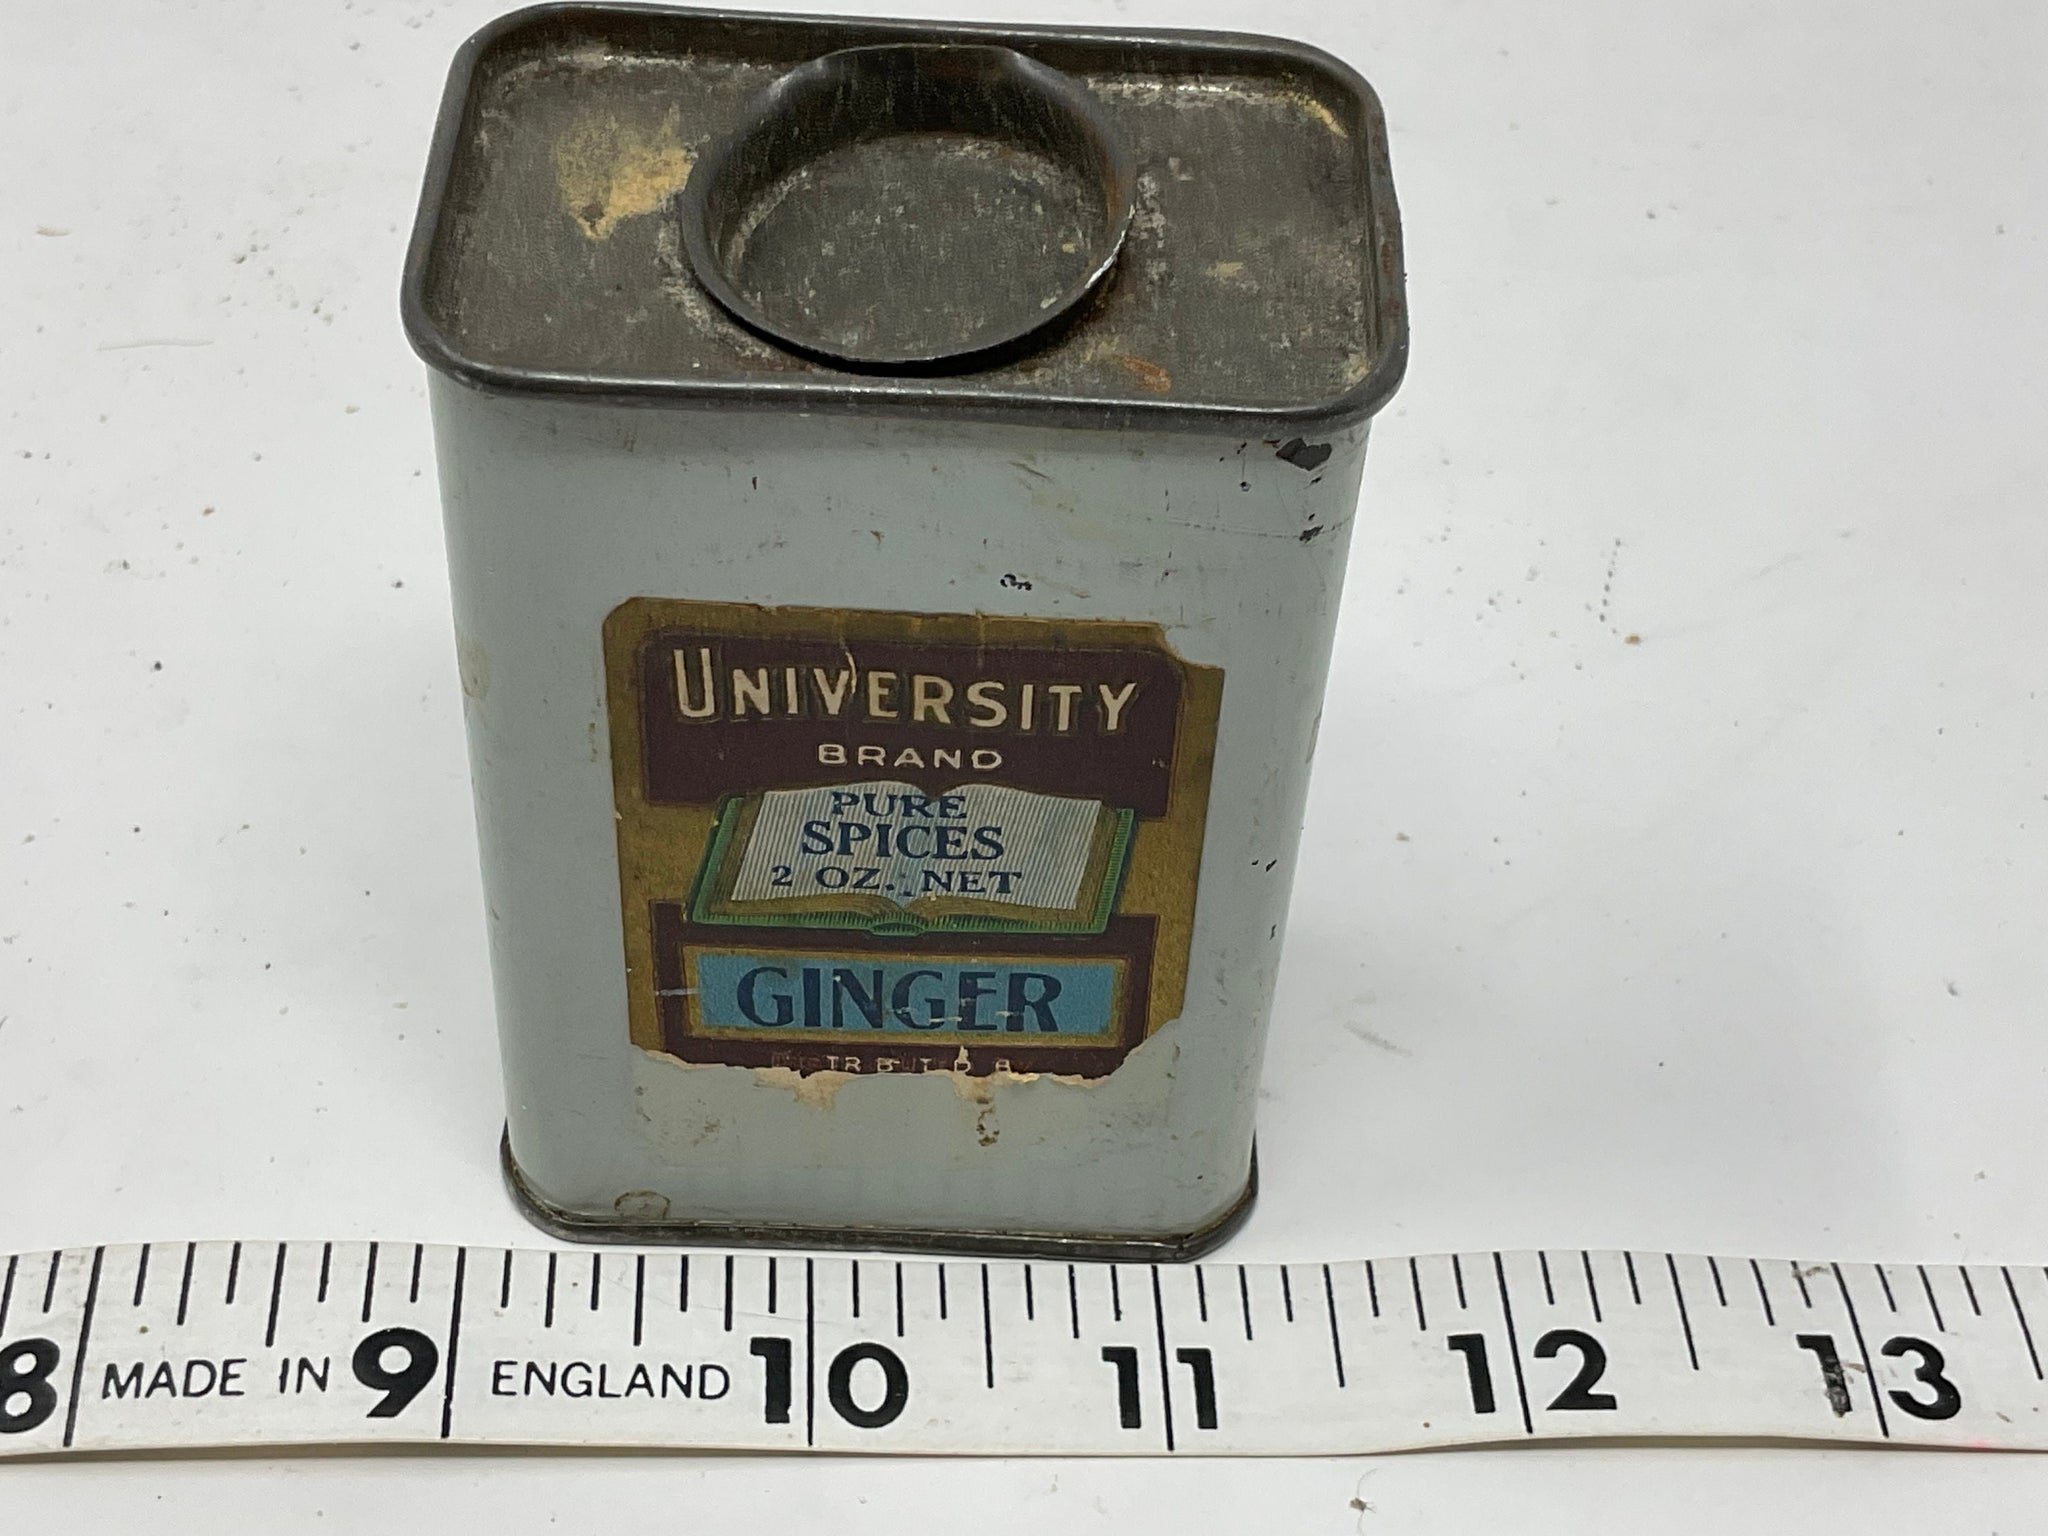 UNIVERSITY
BRAND
PURE
SPICES
2 OZ. NET
GINGER
8 MADE IN 9 ENGLAND 10 11 12 13